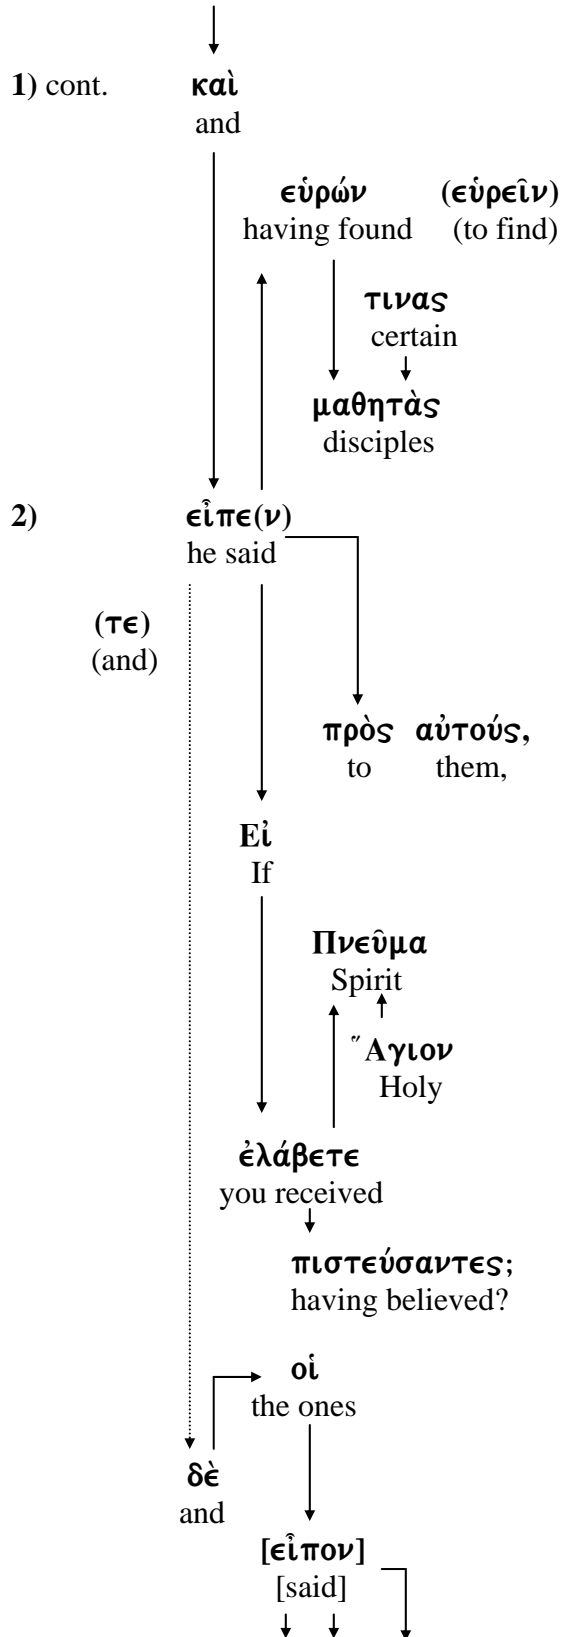 1) cont. καὶ
and
εὑρών (εὑρεῖν)
having found (to find)
τινας
certain
μαθητὰς
disciples
2) εἶπε(ν)
he said
(τε)
(and)
πρὸς αὐτούς,
to them,
Εἰ
If
Πνεῦμα
Spirit
Ἅγιον
Holy
ἐλάβετε
you received
πιστεύσαντες;
having believed?
οἱ
the ones
δὲ
and
[εἶπον]
[said]